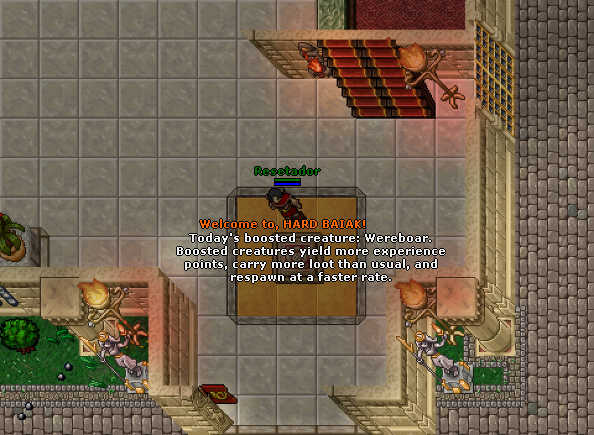 Resetador
Welcome to, HARD BAIAK!
Today's boosted creature: Wereboar.
Boosted creatures yield more experience
points, carry more loot than usual, and
respawn at a faster rate.